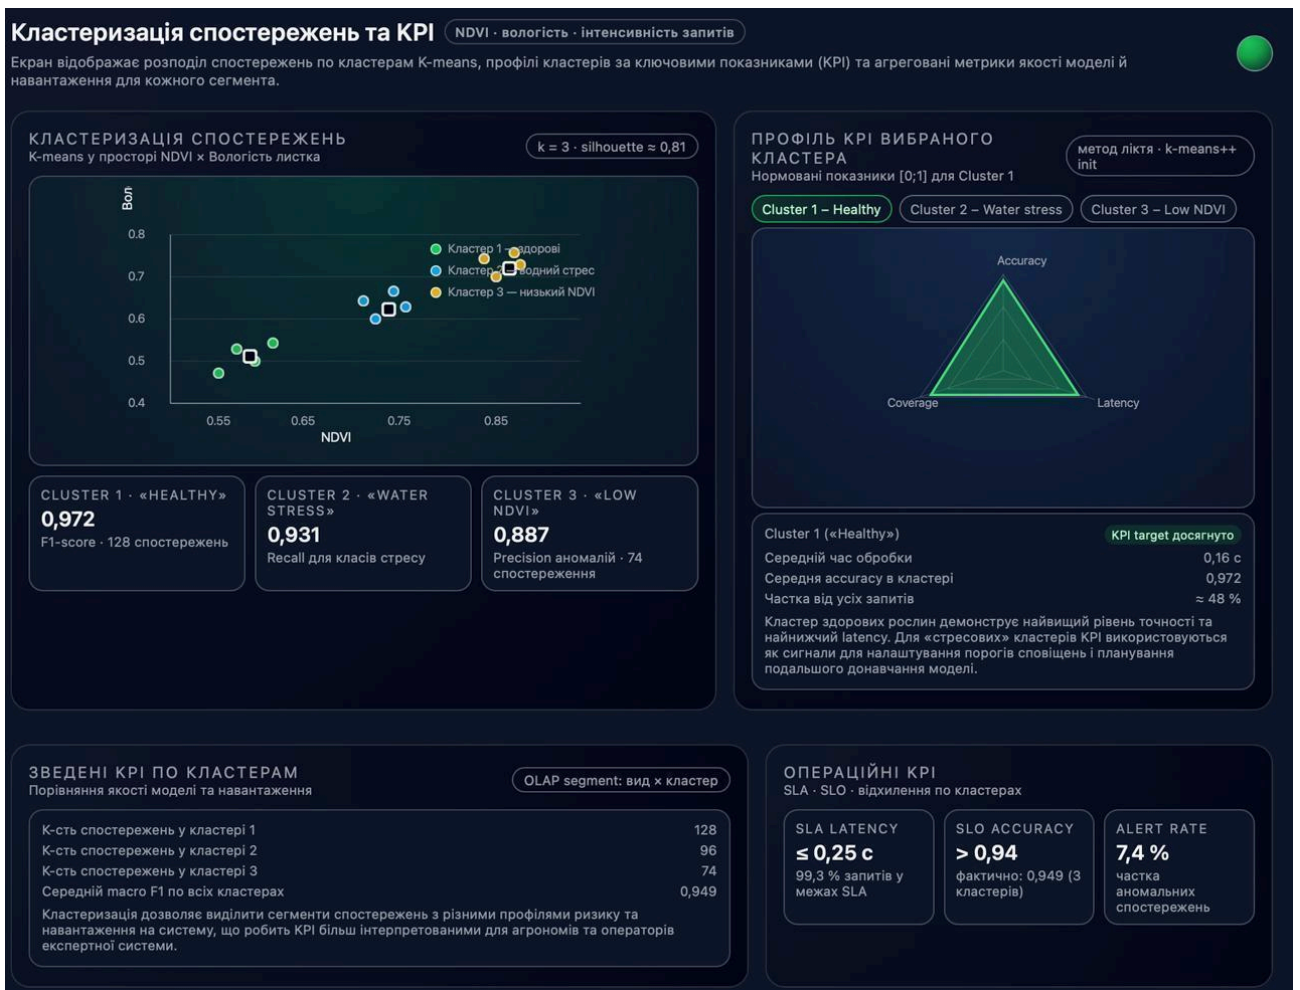 Кластеризація спостережень та KPI
NDVI · вологість · інтенсивність запитів
Екран відображає розподіл спостережень по кластерам K-means, профілі кластерів за ключовими показниками (KPI) та агреговані метрики якості моделі й
навантаження для кожного сегмента.
КЛАСТЕРИЗАЦІЯ СПОСТЕРЕЖЕНЬ
K-means у просторі NDVI × Вологість листка
k = 3 · silhouette ≈ 0,81
Вол
0.8
0.7
0.6
0.5
0.4
0.55
0.65
0.75
0.85
NDVI
Кластер 1 — здорові
Кластер 2 — водний стрес
Кластер 3 — низький NDVI
CLUSTER 1 · «HEALTHY»
0,972
F1-score · 128 спостережень
CLUSTER 2 · «WATER
STRESS»
0,931
Recall для класів стресу
CLUSTER 3 · «LOW
NDVI»
0,887
Precision аномалій · 74
спостереження
ПРОФІЛЬ KPI ВИБРАНОГО
КЛАСТЕРА
Нормовані показники [0;1] для Cluster 1
метод ліктя · k-means++
init
Cluster 1 – Healthy
Cluster 2 – Water stress
Cluster 3 – Low NDVI
Accuracy
Coverage
Latency
Cluster 1 («Healthy»)
KPI target досягнуто
Середній час обробки
0,16 с
Середня accuracy в кластері
0,972
Частка від усіх запитів
≈ 48 %
Кластер здорових рослин демонструє найвищий рівень точності та
найнижчий latency. Для «стресових» кластерів KPI використовуються
як сигнали для налаштування порогів сповіщень і планування
подальшого донавчання моделі.
ЗВЕДЕНІ KPI ПО КЛАСТЕРАМ
Порівняння якості моделі та навантаження
OLAP segment: вид × кластер
К-сть спостережень у кластері 1
128
К-сть спостережень у кластері 2
96
К-сть спостережень у кластері 3
74
Середній macro F1 по всіх кластерах
0,949
Кластеризація дозволяє виділити сегменти спостережень з різними профілями ризику та
навантаження на систему, що робить KPI більш інтерпретованими для агрономів та операторів
експертної системи.
ОПЕРАЦІЙНІ KPI
SLA · SLO · відхилення по кластерах
SLA LATENCY
≤ 0,25 с
99,3 % запитів у
межах SLA
SLO ACCURACY
> 0,94
фактично: 0,949 (3
кластерів)
ALERT RATE
7,4 %
частка
аномальних
спостережень